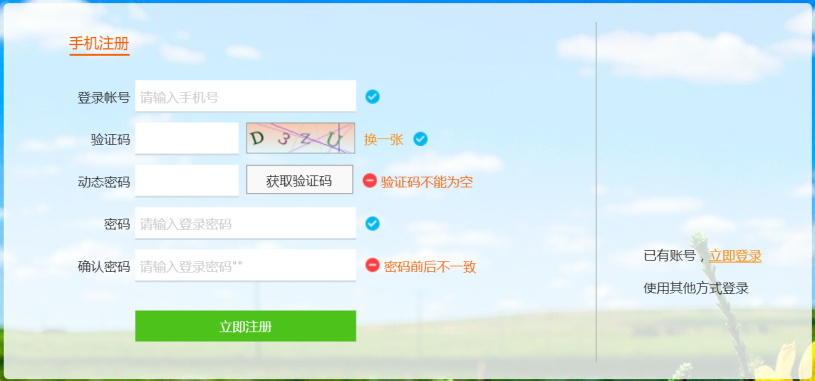 手机注册
登录帐号 请输入手机号
验证码 D3ZU 换一张
动态密码 获取验证码 验证码不能为空
密码 请输入登录密码
确认密码 请输入登录密码"" 密码前后不一致
立即注册
已有账号，立即登录
使用其他方式登录